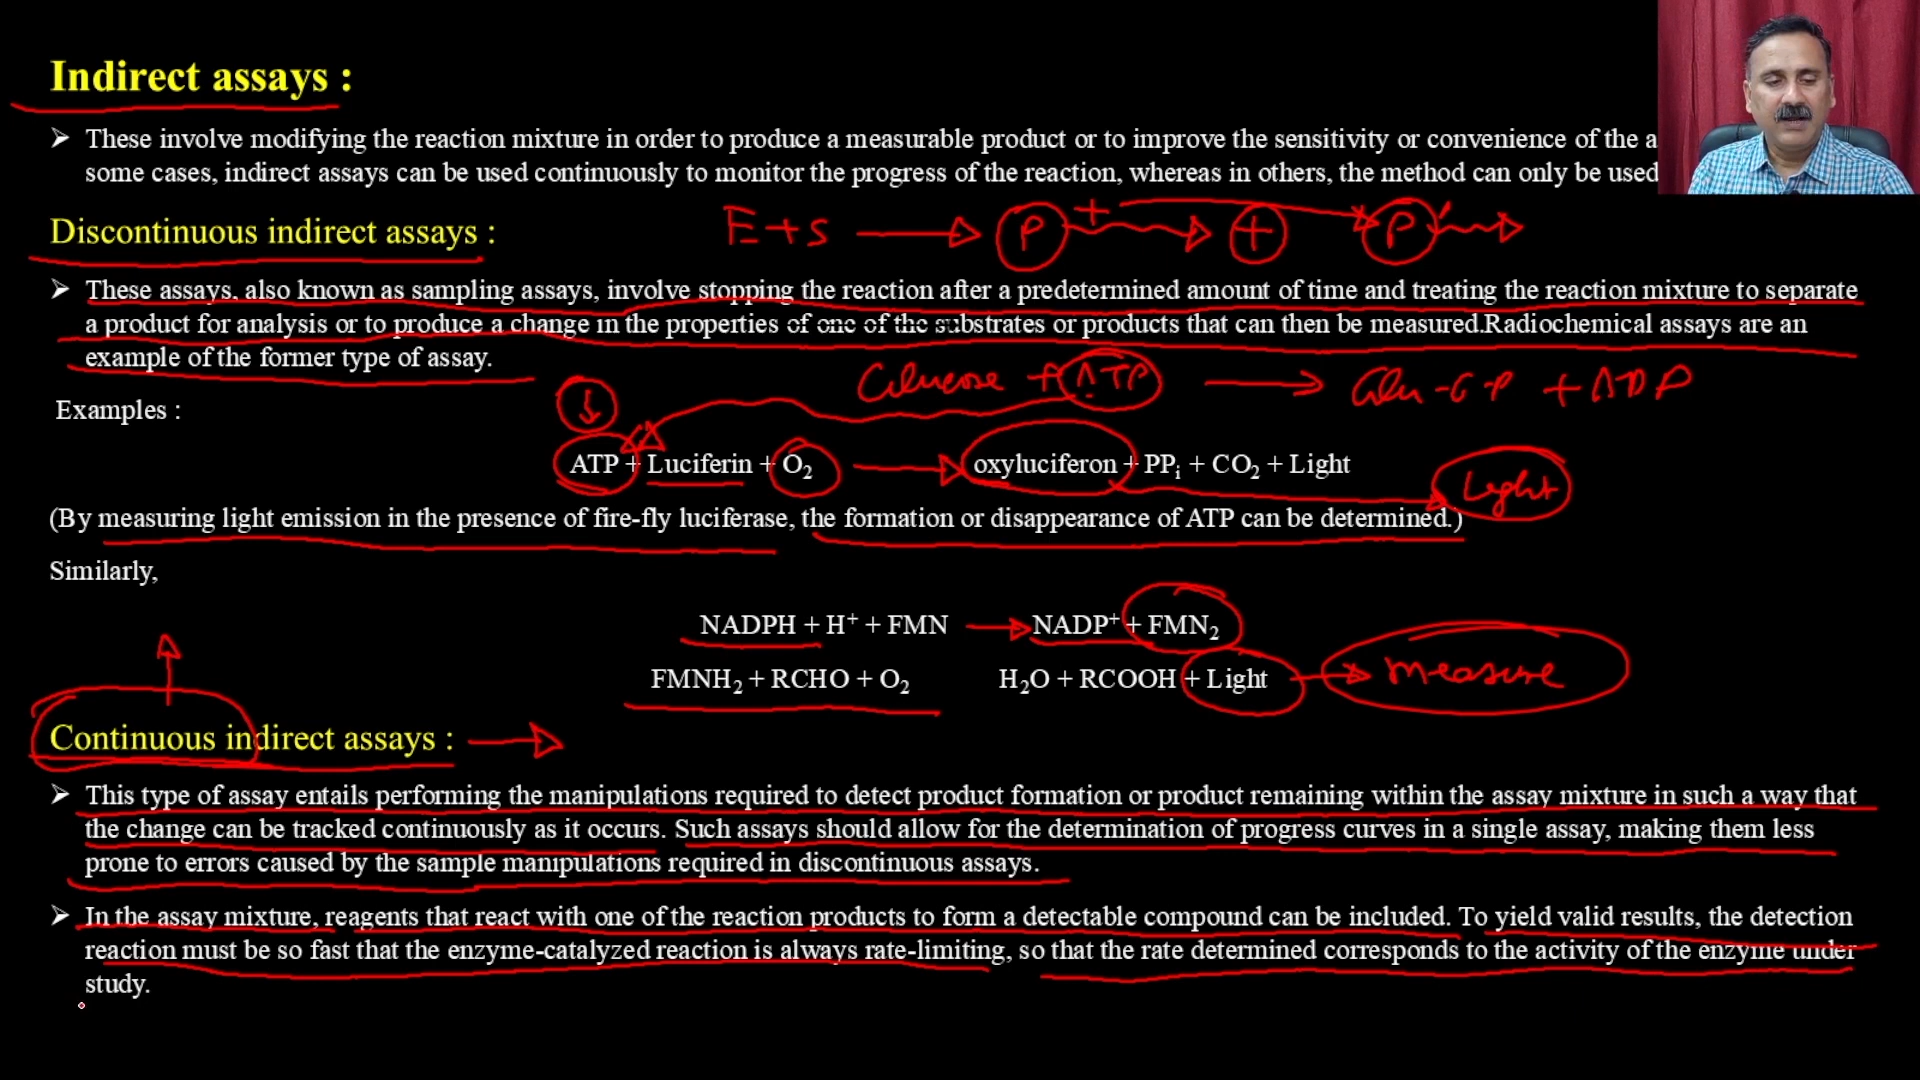 Indirect assays :
➤ These involve modifying the reaction mixture in order to produce a measurable product or to improve the sensitivity or convenience of the a
some cases, indirect assays can be used continuously to monitor the progress of the reaction, whereas in others, the method can only be used
Discontinuous indirect assays :
E+S P + + P'
➤ These assays, also known as sampling assays, involve stopping the reaction after a predetermined amount of time and treating the reaction mixture to separate
a product for analysis or to produce a change in the properties of one of the substrates or products that can then be measured.Radiochemical assays are an
example of the former type of assay.
Glucose + ATP → Glu-6-P + ADP
Examples :
ATP + Luciferin + O₂ oxyluciferon + PPᵢ + CO₂ + Light
Light
(By measuring light emission in the presence of fire-fly luciferase, the formation or disappearance of ATP can be determined.)
Similarly,
NADPH + H⁺ + FMN NADP⁺ + FMN₂
FMNH₂ + RCHO + O₂ H₂O + RCOOH + Light
measure
Continuous indirect assays :
➤ This type of assay entails performing the manipulations required to detect product formation or product remaining within the assay mixture in such a way that
the change can be tracked continuously as it occurs. Such assays should allow for the determination of progress curves in a single assay, making them less
prone to errors caused by the sample manipulations required in discontinuous assays.
➤ In the assay mixture, reagents that react with one of the reaction products to form a detectable compound can be included. To yield valid results, the detection
reaction must be so fast that the enzyme-catalyzed reaction is always rate-limiting, so that the rate determined corresponds to the activity of the enzyme under
study.